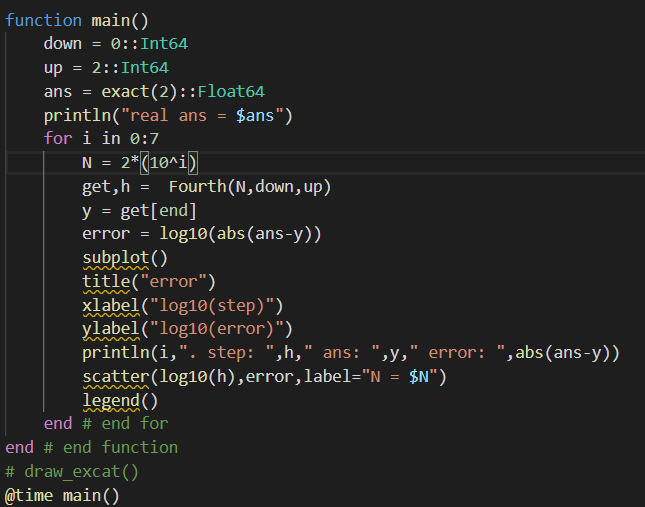 function main()
    down = 0::Int64
    up = 2::Int64
    ans = exact(2)::Float64
    println("real ans = $ans")
    for i in 0:7
        N = 2*(10^i)
        get,h =  Fourth(N,down,up)
        y = get[end]
        error = log10(abs(ans-y))
        subplot()
        title("error")
        xlabel("log10(step)")
        ylabel("log10(error)")
        println(i,". step: ",h," ans: ",y," error: ",abs(ans-y))
        scatter(log10(h),error,label="N = $N")
        legend()
    end # end for
end # end function
# draw_excat()
@time main()